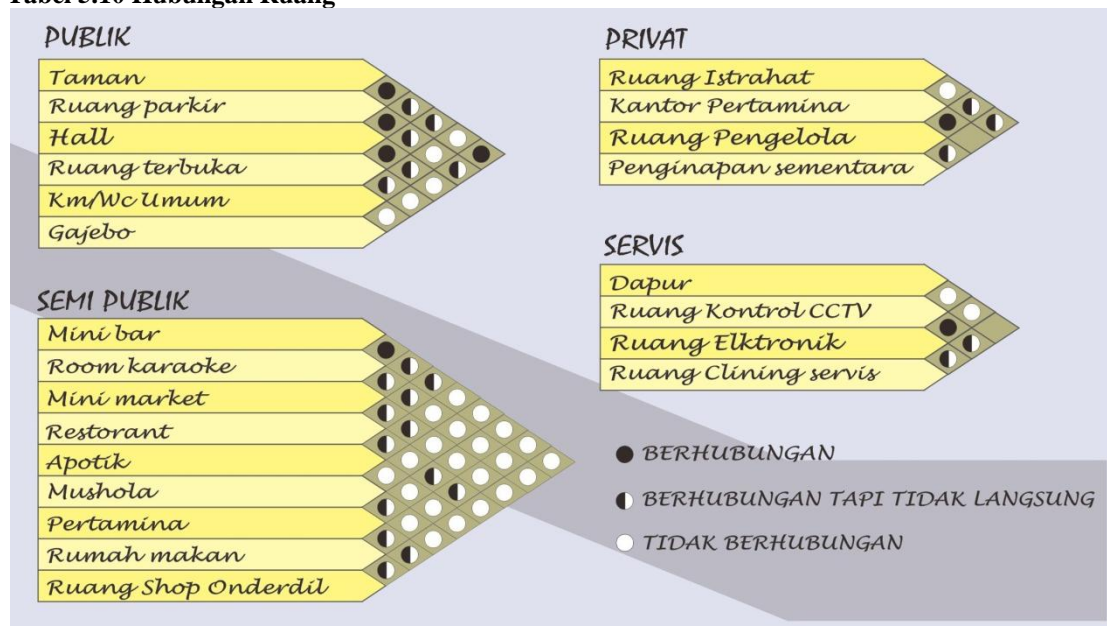 Tabel 5.10 Hubungan Ruang
PUBLIK
Taman
Ruang parkir
Hall
Ruang terbuka
Km/Wc Umum
Gajebo
SEMI PUBLIK
Mini bar
Room karaoke
Mini market
Restorant
Apotik
Mushola
Pertamina
Rumah makan
Ruang Shop Onderdil
PRIVAT
Ruang Istrahat
Kantor Pertamina
Ruang Pengelola
Penginapan sementara
SERVIS
Dapur
Ruang Kontrol CCTV
Ruang Elktronik
Ruang Clining servis
BERHUBUNGAN
BERHUBUNGAN TAPI TIDAK LANGSUNG
TIDAK BERHUBUNGAN